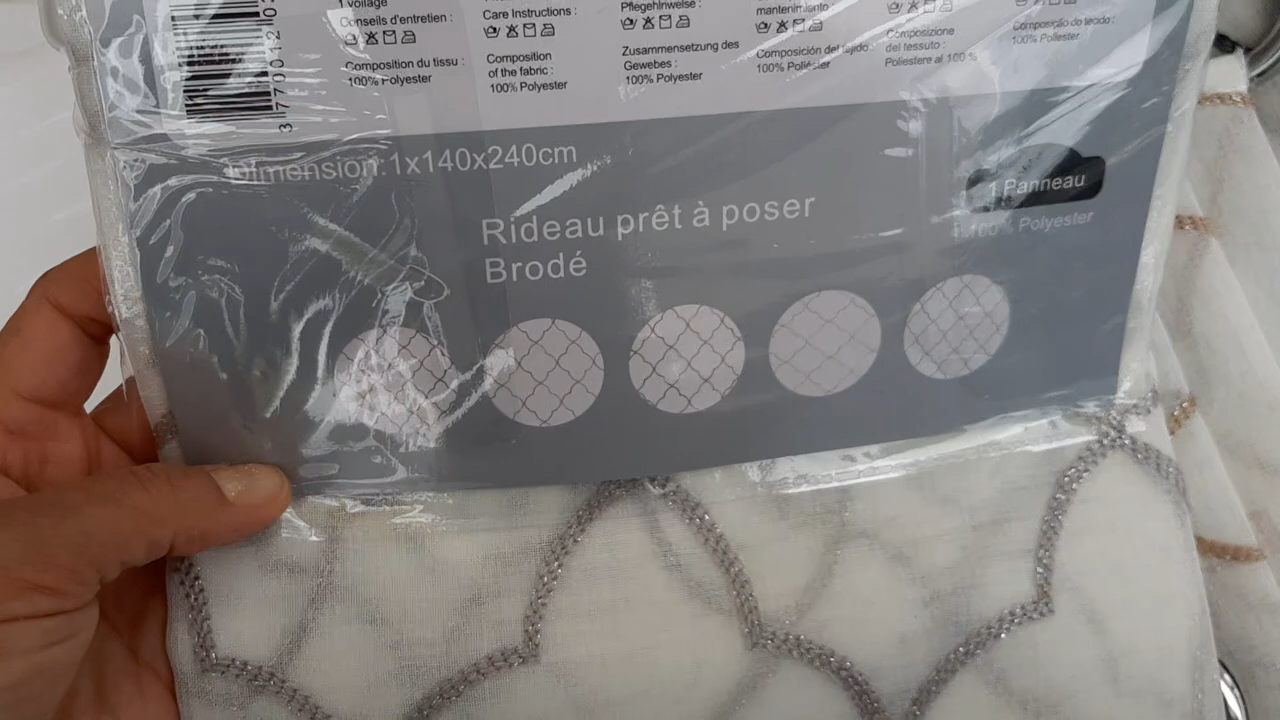 1 voilage
Conseils d'entretien :
Composition du tissu :
100% Polyester
Care Instructions :
Composition
of the fabric :
100% Polyester
Pflegehinweise :
Zusammensetzung des
Gewebes :
100% Polyester
mantenimiento :
Composición del tejido :
100% Poliéster
Composizione
del tessuto :
Poliestere al 100 %
Composição do tecido :
100% Poliéster
Dimension:1x140x240cm
1 Panneau
100% Polyester
Rideau prêt à poser
Brodé